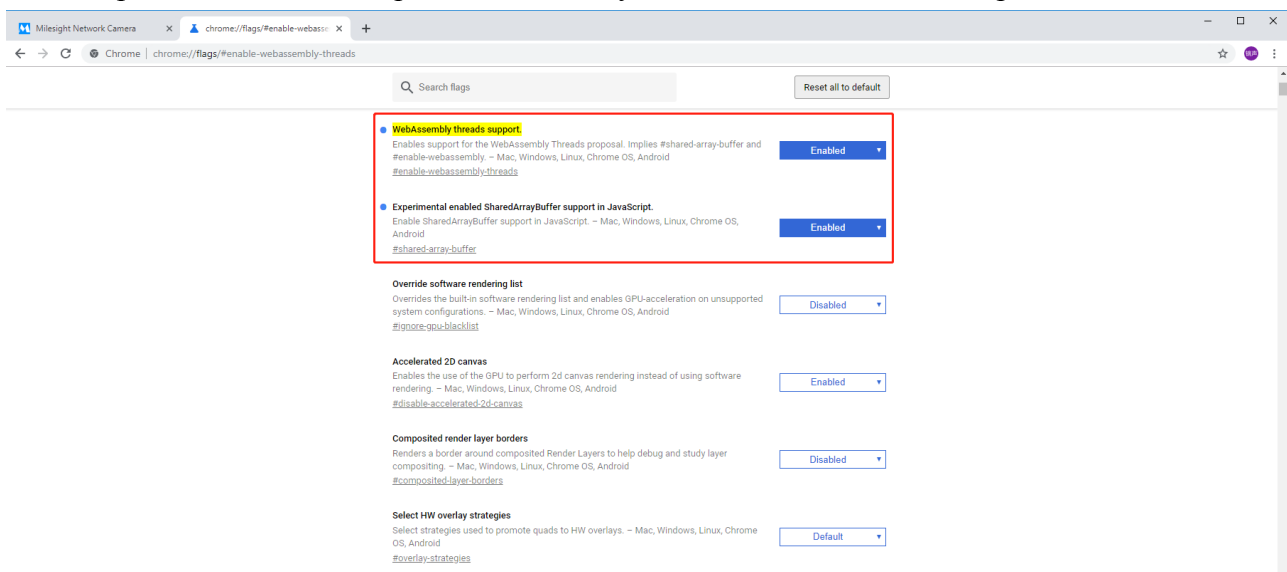 Milesight Network Camera
chrome://flags/#enable-webasse
Chrome | chrome://flags/#enable-webassembly-threads
Search flags
Reset all to default
WebAssembly threads support.
Enables support for the WebAssembly Threads proposal. Implies #shared-array-buffer and
#enable-webassembly. – Mac, Windows, Linux, Chrome OS, Android
#enable-webassembly-threads
Enabled
Experimental enabled SharedArrayBuffer support in JavaScript.
Enable SharedArrayBuffer support in JavaScript. – Mac, Windows, Linux, Chrome OS,
Android
#shared-array-buffer
Enabled
Override software rendering list
Overrides the built-in software rendering list and enables GPU-acceleration on unsupported
system configurations. – Mac, Windows, Linux, Chrome OS, Android
#ignore-gpu-blacklist
Disabled
Accelerated 2D canvas
Enables the use of the GPU to perform 2d canvas rendering instead of using software
rendering. – Mac, Windows, Linux, Chrome OS, Android
#disable-accelerated-2d-canvas
Enabled
Composited render layer borders
Renders a border around composited Render Layers to help debug and study layer
compositing. – Mac, Windows, Linux, Chrome OS, Android
#composited-layer-borders
Disabled
Select HW overlay strategies
Select strategies used to promote quads to HW overlays. – Mac, Windows, Linux, Chrome
OS, Android
#overlay-strategies
Default